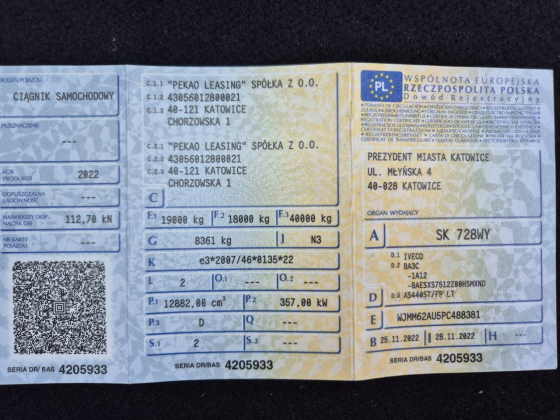 RODZAJ POJAZDU
CIĄGNIK SAMOCHODOWY
PRZEZNACZENIE
---
ROK PRODUKCJI 2022
DOPUSZCZALNA ŁADOWNOŚĆ ---
NAJWIĘKSZY DOP. NACISK OSI 112,70 kN
NR KARTY POJAZDU ---
SERIA DR/BAS 4205933
C.1.1 "PEKAO LEASING" SPÓŁKA Z O.O.
C.1.2 43056012800021
C.1.3 40-121 KATOWICE
CHORZOWSKA 1
C.2.1 "PEKAO LEASING" SPÓŁKA Z O.O.
C.2.2 43056012800021
C.2.3 40-121 KATOWICE
CHORZOWSKA 1
C
F.1 19000 kg F.2 18000 kg F.3 40000 kg
G 8361 kg J N3
K e3*2007/46*0135*22
L 2 O.1 --- O.2 ---
P.1 12882,00 cm³ P.2 357,00 kW
P.3 D Q ---
S.1 2 S.2 ---
SERIA DR/BAS 4205933
PL
WSPÓLNOTA EUROPEJSKA
RZECZPOSPOLITA POLSKA
Dowód Rejestracyjny
PREZYDENT MIASTA KATOWICE
UL. MŁYŃSKA 4
40-028 KATOWICE
ORGAN WYDAJĄCY
A SK 728WY
D.1 IVECO
D.2 BA3C
-1A12
D.3 AS440ST/FP LT
D
E WJMM62AU5PC488381
B 25.11.2022 I 28.11.2022 H ---
SERIA DR/BAS 4205933